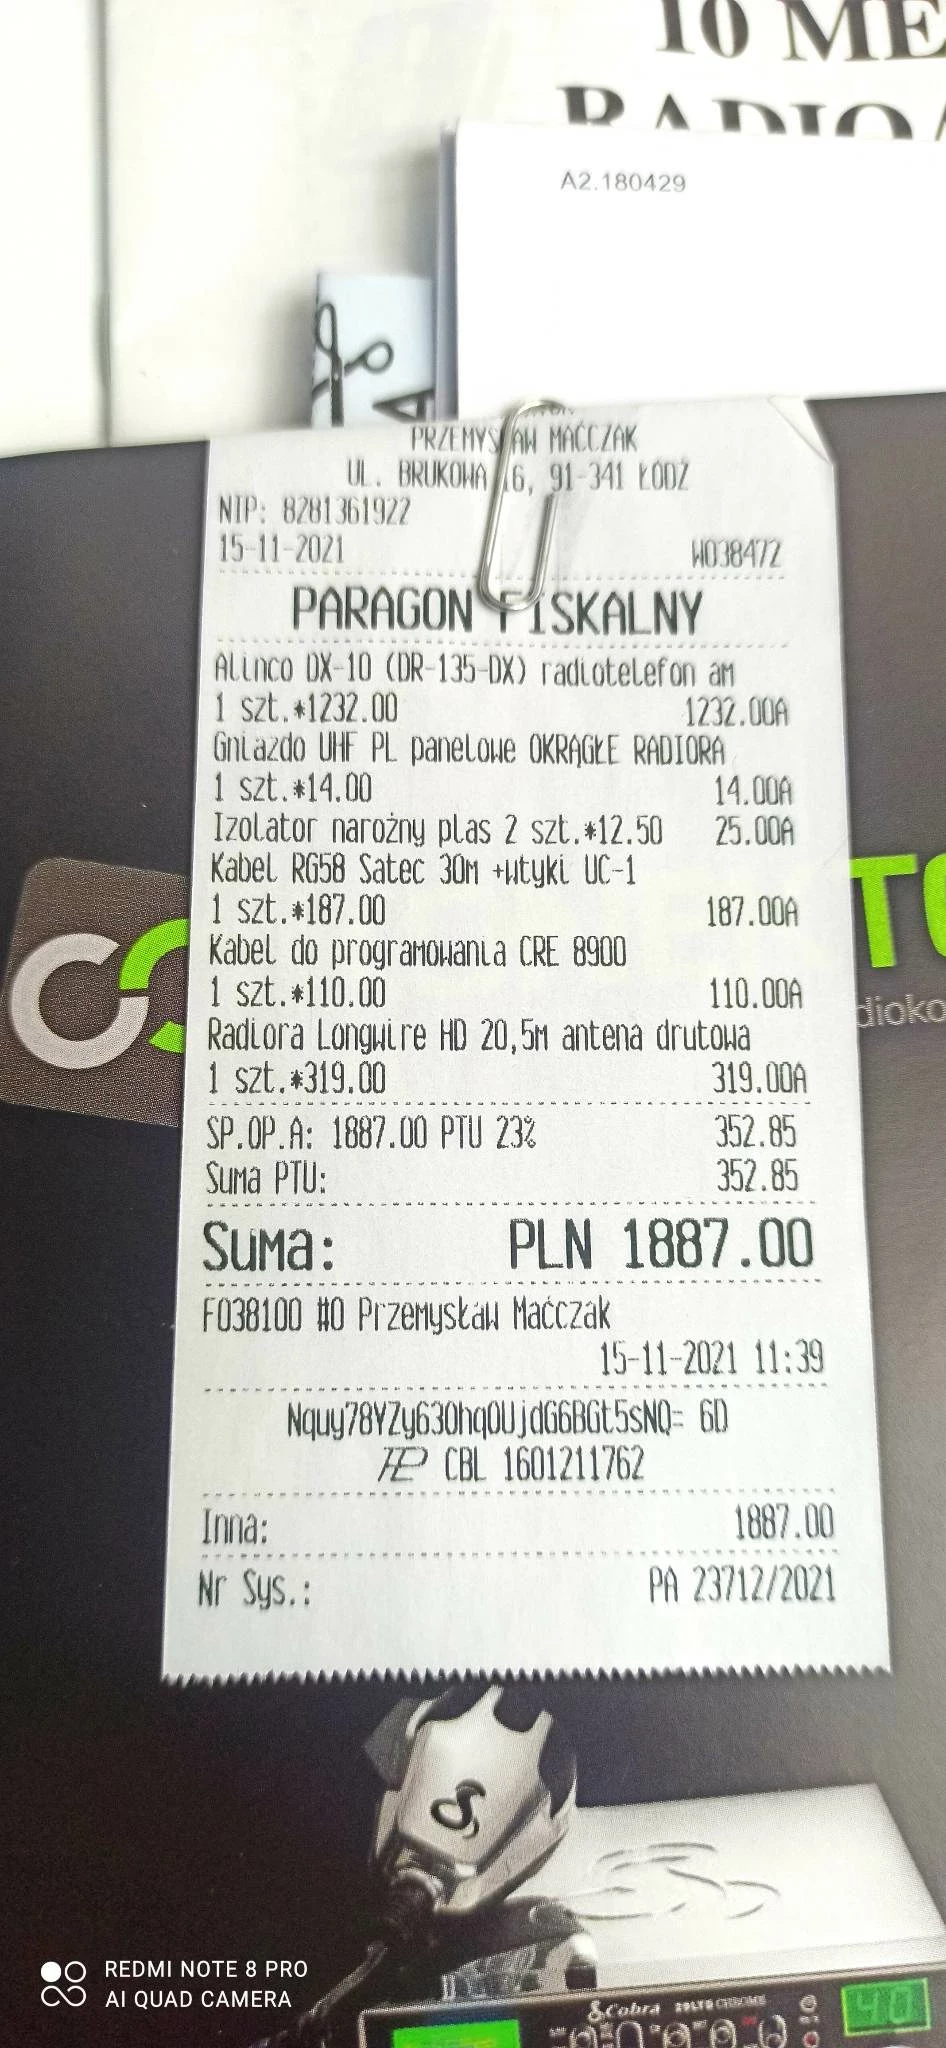 10 ME
RADIOA
A2.180429
PRZEMYSŁAW MAĆCZAK
UL. BRUKOWA 16, 91-341 ŁÓDŹ
NIP: 8281361922
15-11-2021 W038472
PARAGON FISKALNY
Alinco DX-10 (DR-135-DX) radiotelefon am
1 szt.*1232.00 1232.00A
Gniazdo UHF PL panelowe OKRĄGŁE RADIORA
1 szt.*14.00 14.00A
Izolator narożny plas 2 szt.*12.50 25.00A
Kabel RG58 Satec 30m +wtyki UC-1
1 szt.*187.00 187.00A
Kabel do programowania CRE 8900
1 szt.*110.00 110.00A
Radiora Longwire HD 20,5m antena drutowa
1 szt.*319.00 319.00A
SP.OP.A: 1887.00 PTU 23% 352.85
Suma PTU: 352.85
Suma: PLN 1887.00
F038100 #0 Przemysław Maćczak
15-11-2021 11:39
Nquy78YZy630hq0UjdG6BGt5sNQ= 6D
CBL 1601211762
Inna: 1887.00
Nr Sys.: PA 23712/2021
TO
dioko
Cobra
40
REDMI NOTE 8 PRO
AI QUAD CAMERA